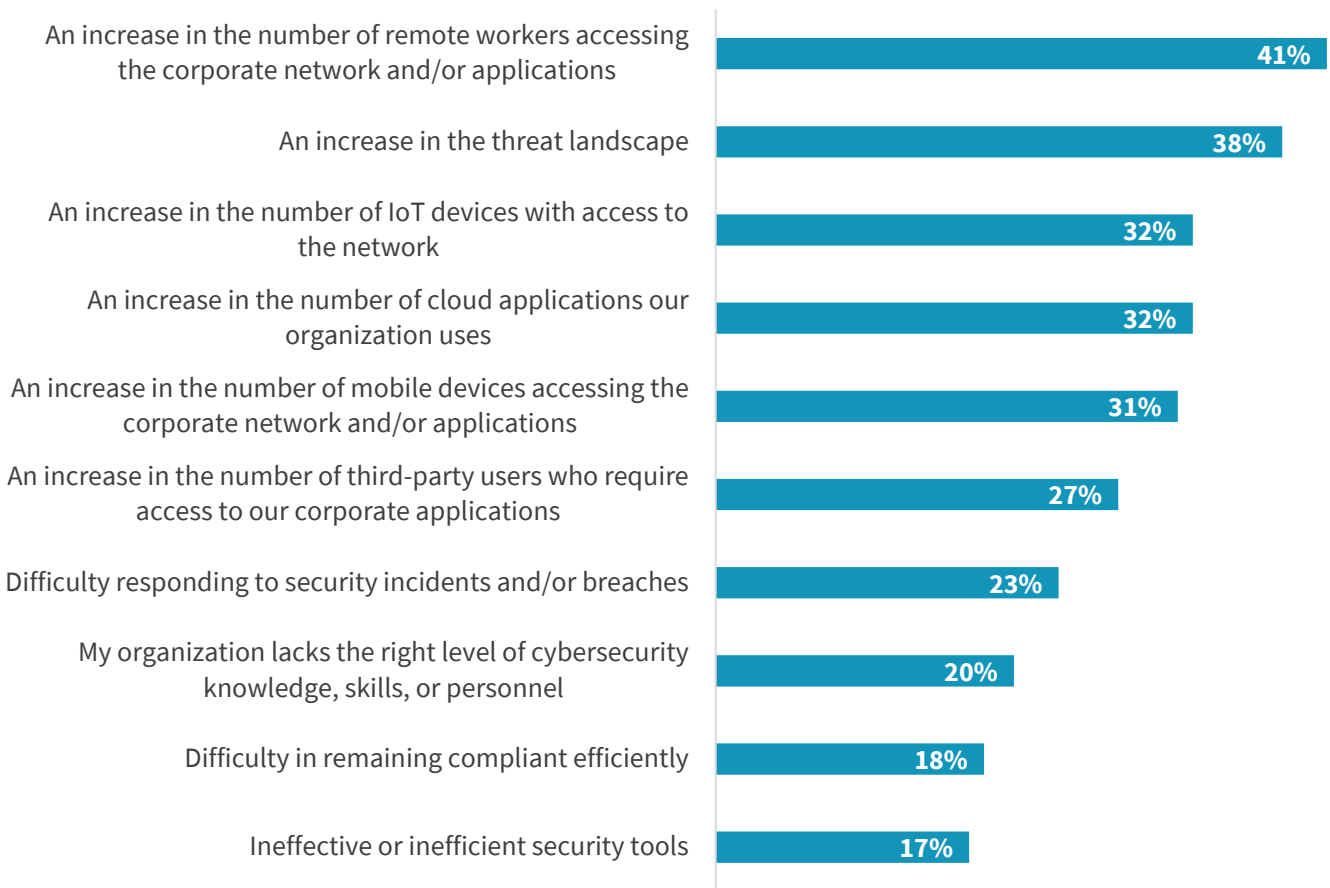 An increase in the number of remote workers accessing
the corporate network and/or applications
41%
An increase in the threat landscape
38%
An increase in the number of IoT devices with access to
the network
32%
An increase in the number of cloud applications our
organization uses
32%
An increase in the number of mobile devices accessing the
corporate network and/or applications
31%
An increase in the number of third-party users who require
access to our corporate applications
27%
Difficulty responding to security incidents and/or breaches
23%
My organization lacks the right level of cybersecurity
knowledge, skills, or personnel
20%
Difficulty in remaining compliant efficiently
18%
Ineffective or inefficient security tools
17%